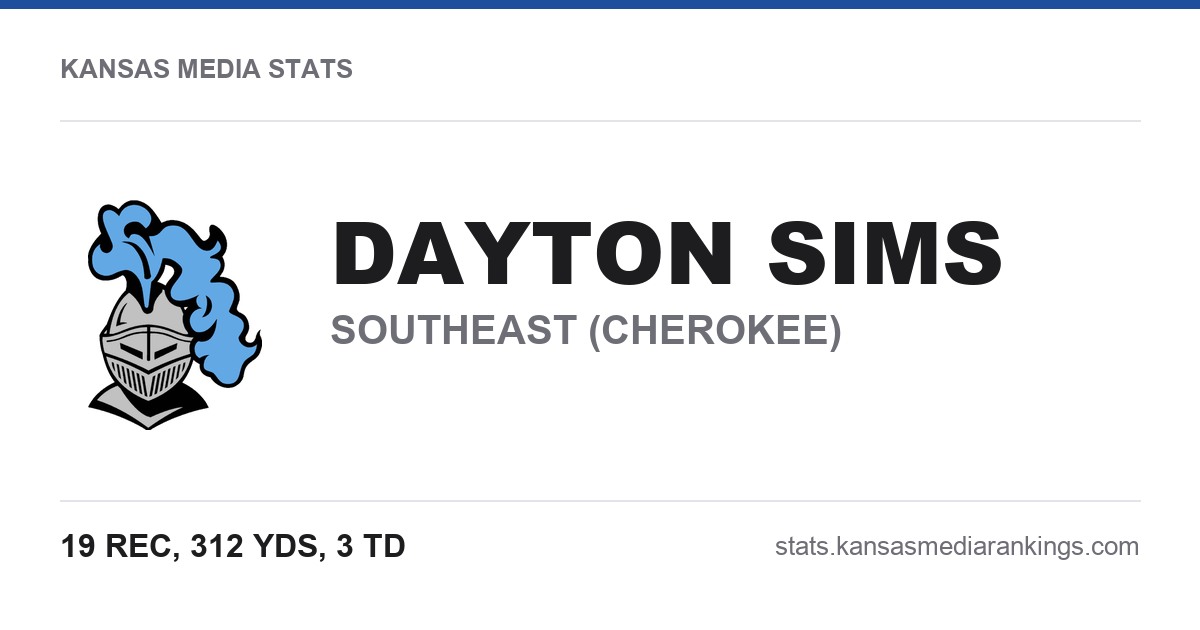 KANSAS MEDIA STATS
DAYTON SIMS
SOUTHEAST (CHEROKEE)
19 REC, 312 YDS, 3 TD
stats.kansasmediarankings.com